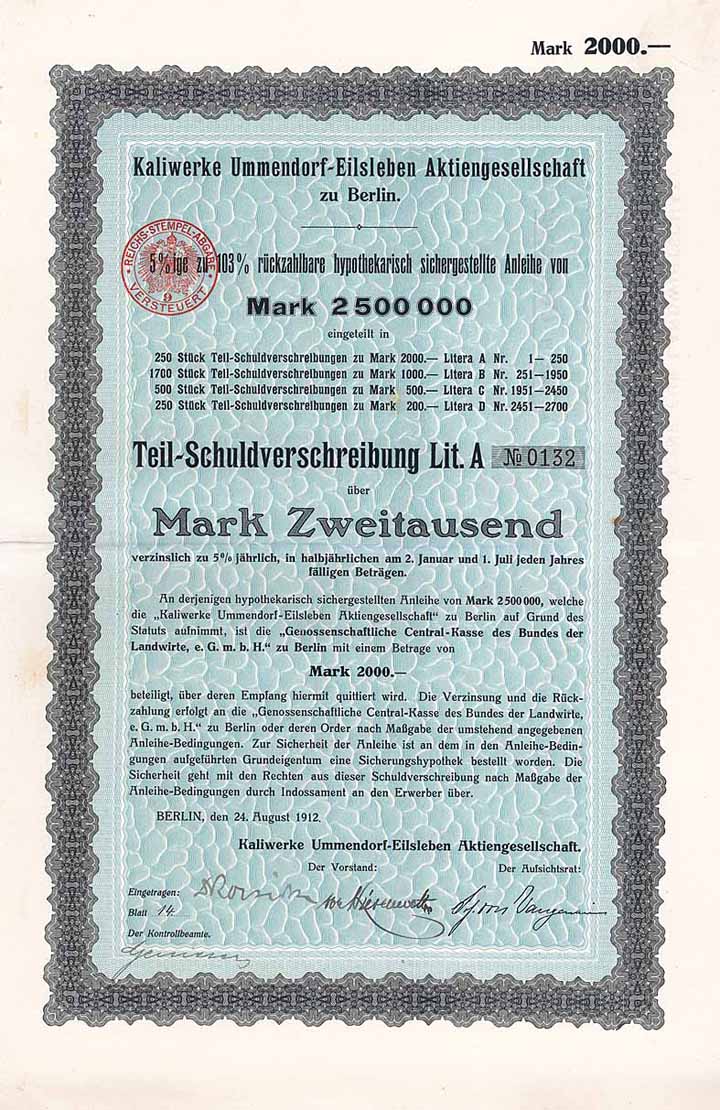 Mark 2000.—
Kaliwerke Ummendorf-Eilsleben Aktiengesellschaft
zu Berlin.
REICHS-STEMPEL-ABGABE
9
VERSTEUERT
5%ige zu 103% rückzahlbare hypothekarisch sichergestellte Anleihe von
Mark 2500000
eingeteilt in
250 Stück Teil-Schuldverschreibungen zu Mark 2000.— Litera A Nr. 1—250
1700 Stück Teil-Schuldverschreibungen zu Mark 1000.— Litera B Nr. 251—1950
500 Stück Teil-Schuldverschreibungen zu Mark 500.— Litera C Nr. 1951—2450
250 Stück Teil-Schuldverschreibungen zu Mark 200.— Litera D Nr. 2451—2700
Teil-Schuldverschreibung Lit. A № 0132
über
Mark Zweitausend
verzinslich zu 5% jährlich, in halbjährlichen am 2. Januar und 1. Juli jeden Jahres
fälligen Beträgen.
An derjenigen hypothekarisch sichergestellten Anleihe von Mark 2500000, welche
die „Kaliwerke Ummendorf-Eilsleben Aktiengesellschaft" zu Berlin auf Grund des
Statuts aufnimmt, ist die „Genossenschaftliche Central-Kasse des Bundes der
Landwirte, e. G. m. b. H." zu Berlin mit einem Betrage von
Mark 2000.—
beteiligt, über deren Empfang hiermit quittiert wird. Die Verzinsung und die Rück-
zahlung erfolgt an die „Genossenschaftliche Central-Kasse des Bundes der Landwirte,
e. G. m. b. H." zu Berlin oder deren Order nach Maßgabe der umstehend angegebenen
Anleihe-Bedingungen. Zur Sicherheit der Anleihe ist an dem in den Anleihe-Bedin-
gungen aufgeführten Grundeigentum eine Sicherungshypothek bestellt worden. Die
Sicherheit geht mit den Rechten aus dieser Schuldverschreibung nach Maßgabe der
Anleihe-Bedingungen durch Indossament an den Erwerber über.
BERLIN, den 24. August 1912.
Kaliwerke Ummendorf-Eilsleben Aktiengesellschaft.
Der Vorstand: Der Aufsichtsrat:
Eingetragen:
Blatt 14
Der Kontrollbeamte.